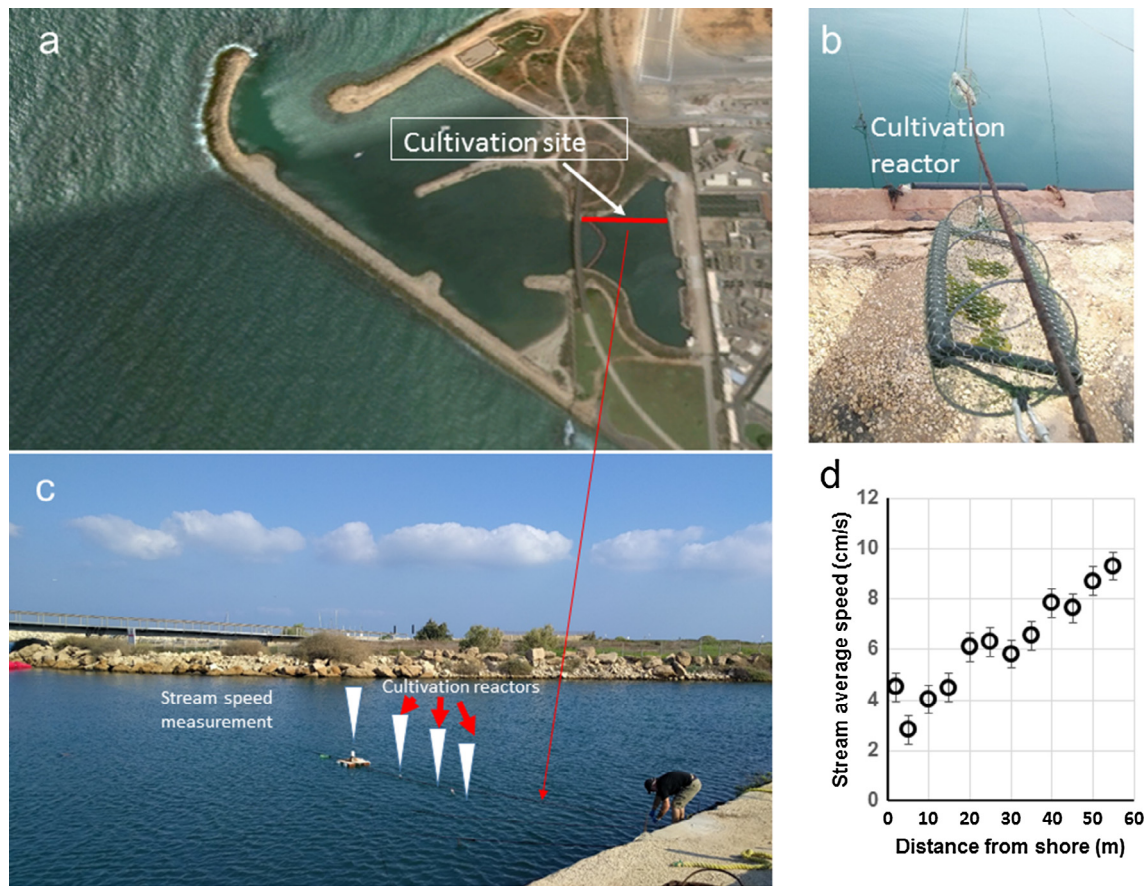 a
Cultivation site
b
Cultivation
reactor
c
Stream speed
measurement
Cultivation reactors
d
Stream average speed (cm/s)
12
10
8
6
4
2
0
0 10 20 30 40 50 60
Distance from shore (m)